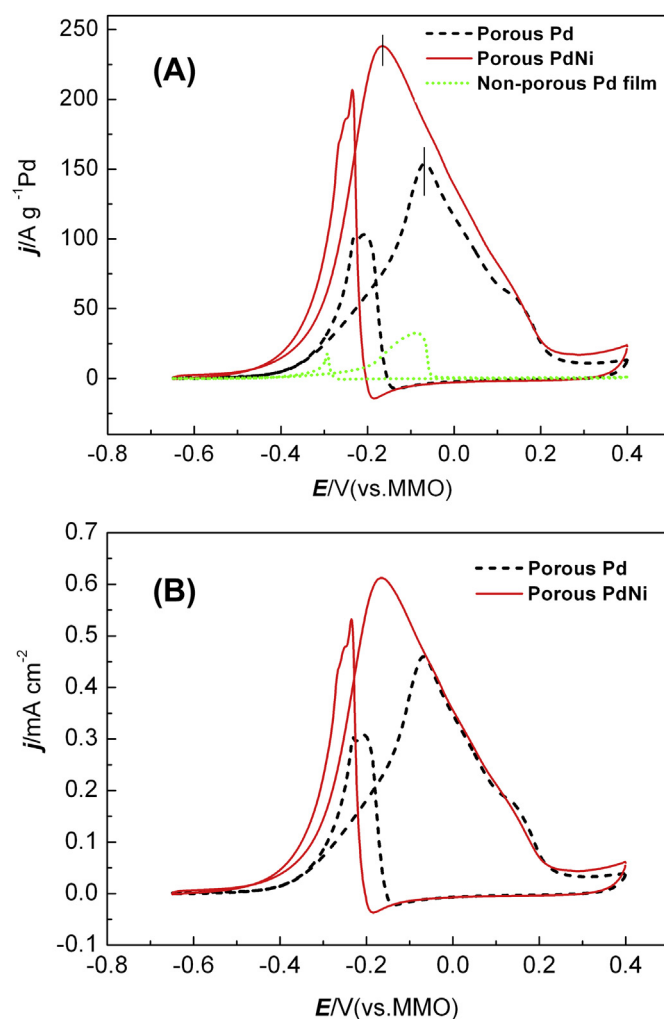 (A)
Porous Pd
Porous PdNi
Non-porous Pd film
j/A g -1Pd
250
200
150
100
50
0
-0.8 -0.6 -0.4 -0.2 0.0 0.2 0.4
E/V(vs.MMO)
(B)
Porous Pd
Porous PdNi
j/mA cm-2
0.7
0.6
0.5
0.4
0.3
0.2
0.1
0.0
-0.1
-0.8 -0.6 -0.4 -0.2 0.0 0.2 0.4
E/V(vs.MMO)